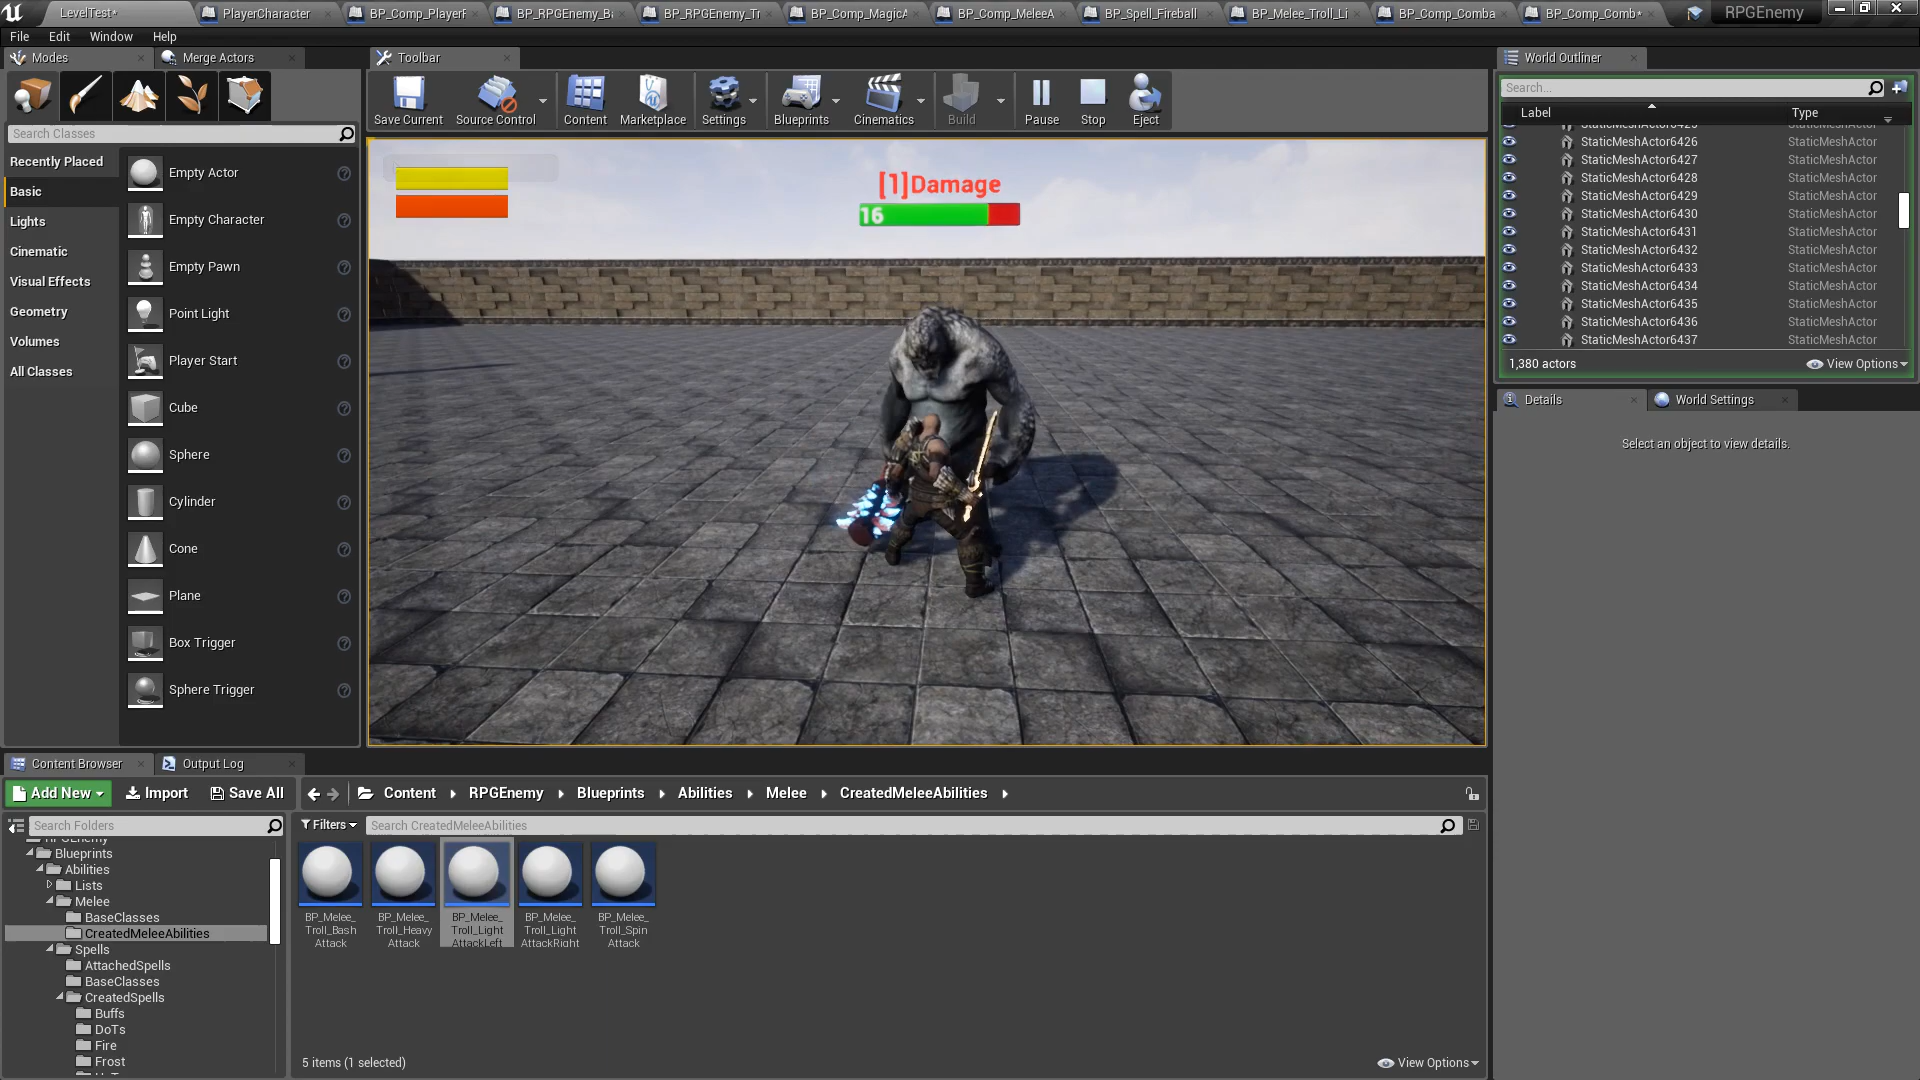 LevelTest*
PlayerCharacter
BP_Comp_PlayerF
BP_RPGEnemy_Ba
BP_RPGEnemy_Tr
BP_Comp_MagicA
BP_Comp_MeleeA
BP_Spell_Fireball
BP_Melee_Troll_Li
BP_Comp_Comba
BP_Comp_Comb*
RPGEnemy
File Edit Window Help
Modes
Merge Actors
Toolbar
World Outliner
Save Current
Source Control
Content
Marketplace
Settings
Blueprints
Cinematics
Build
Pause
Stop
Eject
Search...
Label Type
Search Classes
Recently Placed
Basic
Lights
Cinematic
Visual Effects
Geometry
Volumes
All Classes
Empty Actor
Empty Character
Empty Pawn
Point Light
Player Start
Cube
Sphere
Cylinder
Cone
Plane
Box Trigger
Sphere Trigger
[1]Damage
16
StaticMeshActor6425 StaticMeshActor
StaticMeshActor6426 StaticMeshActor
StaticMeshActor6427 StaticMeshActor
StaticMeshActor6428 StaticMeshActor
StaticMeshActor6429 StaticMeshActor
StaticMeshActor6430 StaticMeshActor
StaticMeshActor6431 StaticMeshActor
StaticMeshActor6432 StaticMeshActor
StaticMeshActor6433 StaticMeshActor
StaticMeshActor6434 StaticMeshActor
StaticMeshActor6435 StaticMeshActor
StaticMeshActor6436 StaticMeshActor
StaticMeshActor6437 StaticMeshActor
1,380 actors
View Options
Details
World Settings
Select an object to view details.
Content Browser
Output Log
Add New
Import
Save All
Content
RPGEnemy
Blueprints
Abilities
Melee
CreatedMeleeAbilities
Search Folders
Filters
Search CreatedMeleeAbilities
RPGEnemy
Blueprints
Abilities
Lists
Melee
BaseClasses
CreatedMeleeAbilities
Spells
AttachedSpells
BaseClasses
CreatedSpells
Buffs
DoTs
Fire
Frost
BP_Melee_
Troll_Bash
Attack
BP_Melee_
Troll_Heavy
Attack
BP_Melee_
Troll_Light
AttackLeft
BP_Melee_
Troll_Light
AttackRight
BP_Melee_
Troll_Spin
Attack
5 items (1 selected)
View Options